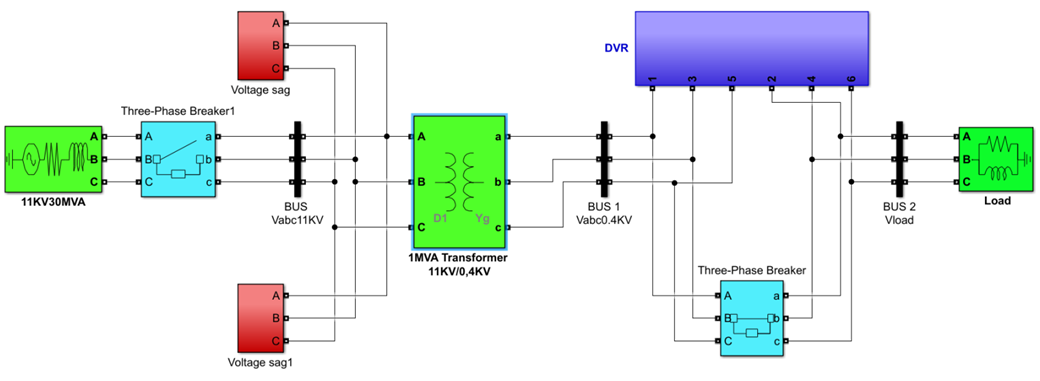 A
B
C
Voltage sag
DVR
1 3 5 2 4 6
Three-Phase Breaker1
A
B
C
11KV30MVA
A
B
C
a
b
c
BUS
Vabc11KV
A
B
C
D1
Yg
a
b
c
1MVA Transformer
11KV/0,4KV
BUS 1
Vabc0.4KV
BUS 2
Vload
A
B
C
Load
Three-Phase Breaker
A
B
C
a
b
c
A
B
C
Voltage sag1